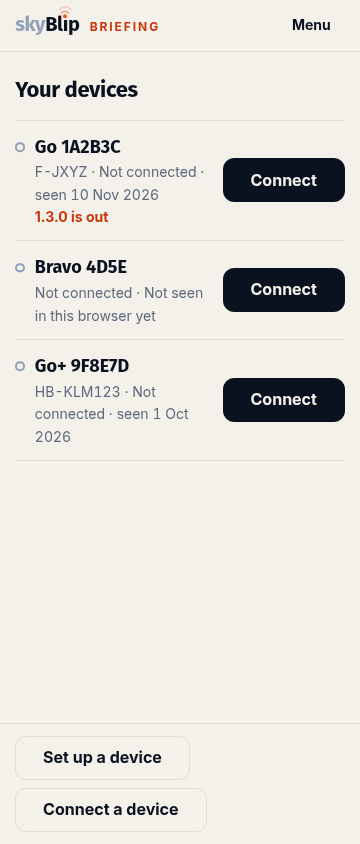 skyBlip BRIEFING
Menu
Your devices
Go 1A2B3C
F-JXYZ · Not connected ·
seen 10 Nov 2026
1.3.0 is out
Connect
Bravo 4D5E
Not connected · Not seen
in this browser yet
Connect
Go+ 9F8E7D
HB-KLM123 · Not
connected · seen 1 Oct
2026
Connect
Set up a device
Connect a device